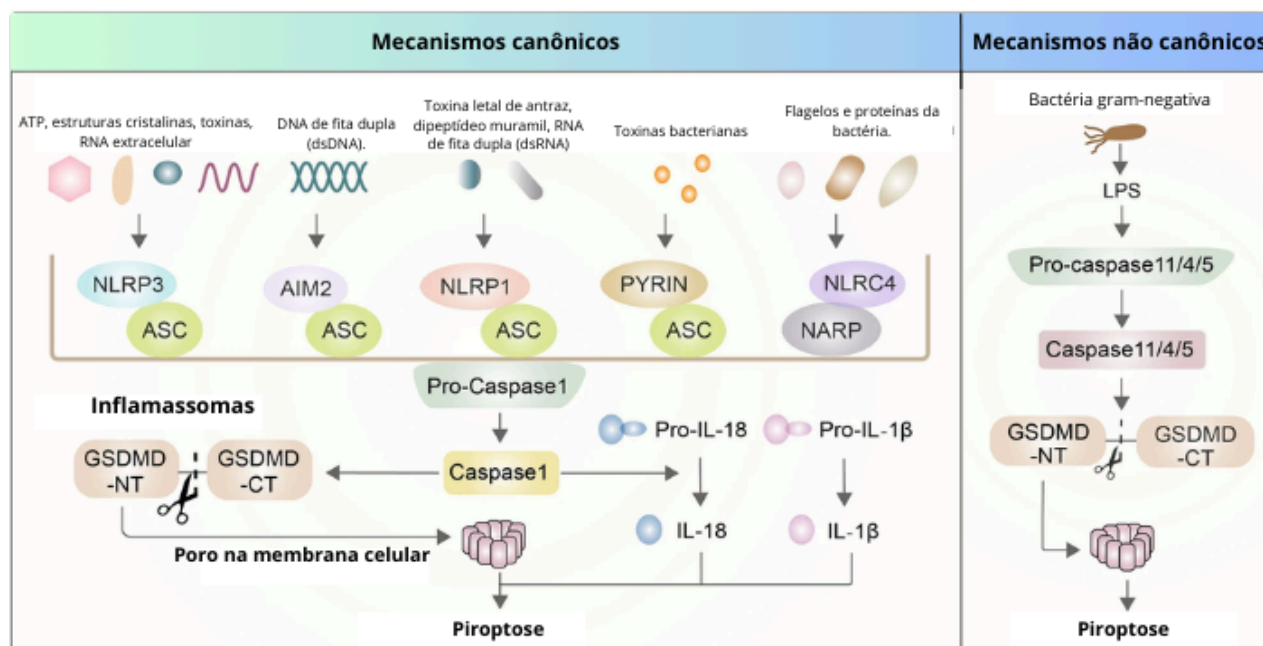 Mecanismos canônicos
Mecanismos não canônicos
ATP, estruturas cristalinas, toxinas,
RNA extracelular
DNA de fita dupla
(dsDNA).
Toxina letal de antraz,
dipeptídeo muramil, RNA
de fita dupla (dsRNA)
Toxinas bacterianas
Flagelos e proteínas da
bactéria.
NLRP3
ASC
AIM2
ASC
NLRP1
ASC
PYRIN
ASC
NLRC4
NARP
Pro-Caspase1
Inflamassomas
GSDMD
-NT
GSDMD
-CT
Caspase1
Pro-IL-18
Pro-IL-1β
IL-18
IL-1β
Poro na membrana celular
Piroptose
Bactéria gram-negativa
LPS
Pro-caspase11/4/5
Caspase11/4/5
GSDMD
-NT
GSDMD
-CT
Piroptose